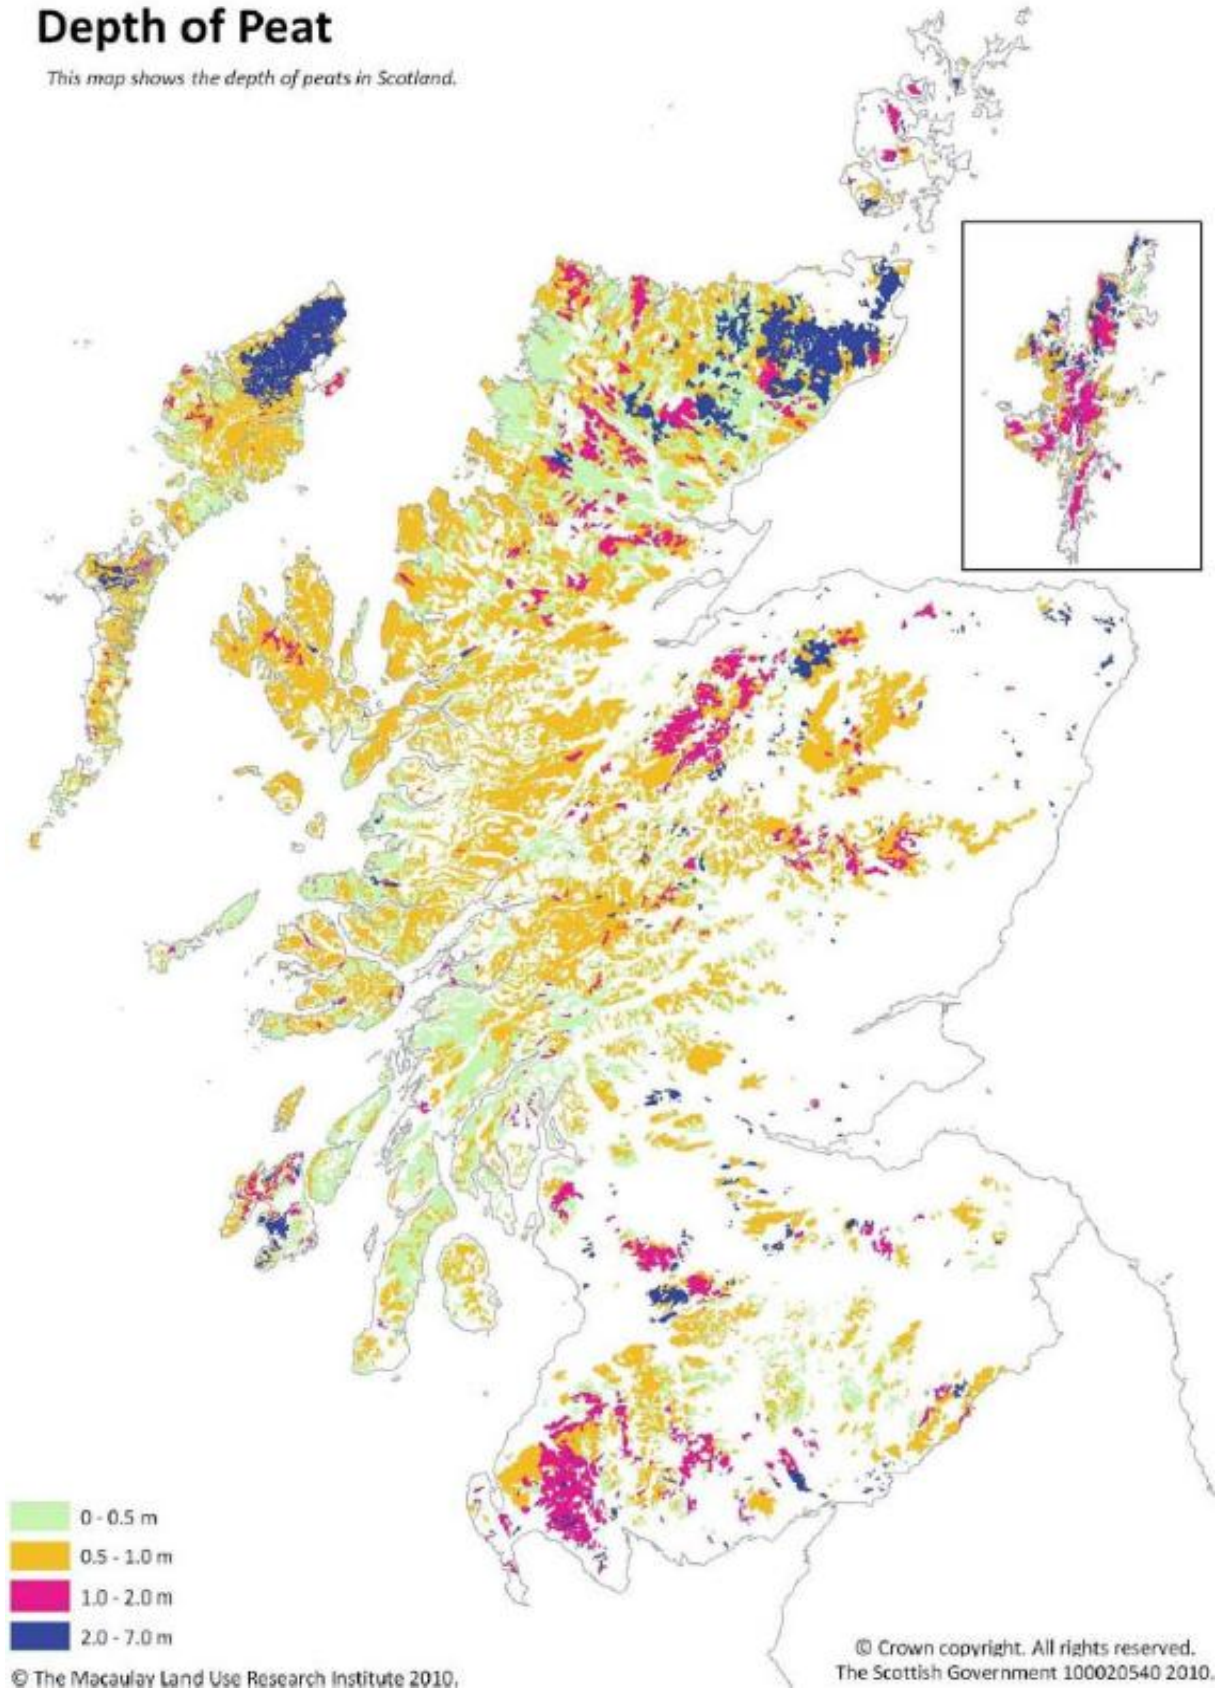 Depth of Peat
This map shows the depth of peats in Scotland.
0 - 0.5 m
0.5 - 1.0 m
1.0 - 2.0 m
2.0 - 7.0 m
© The Macaulay Land Use Research Institute 2010.
© Crown copyright. All rights reserved.
The Scottish Government 100020540 2010.